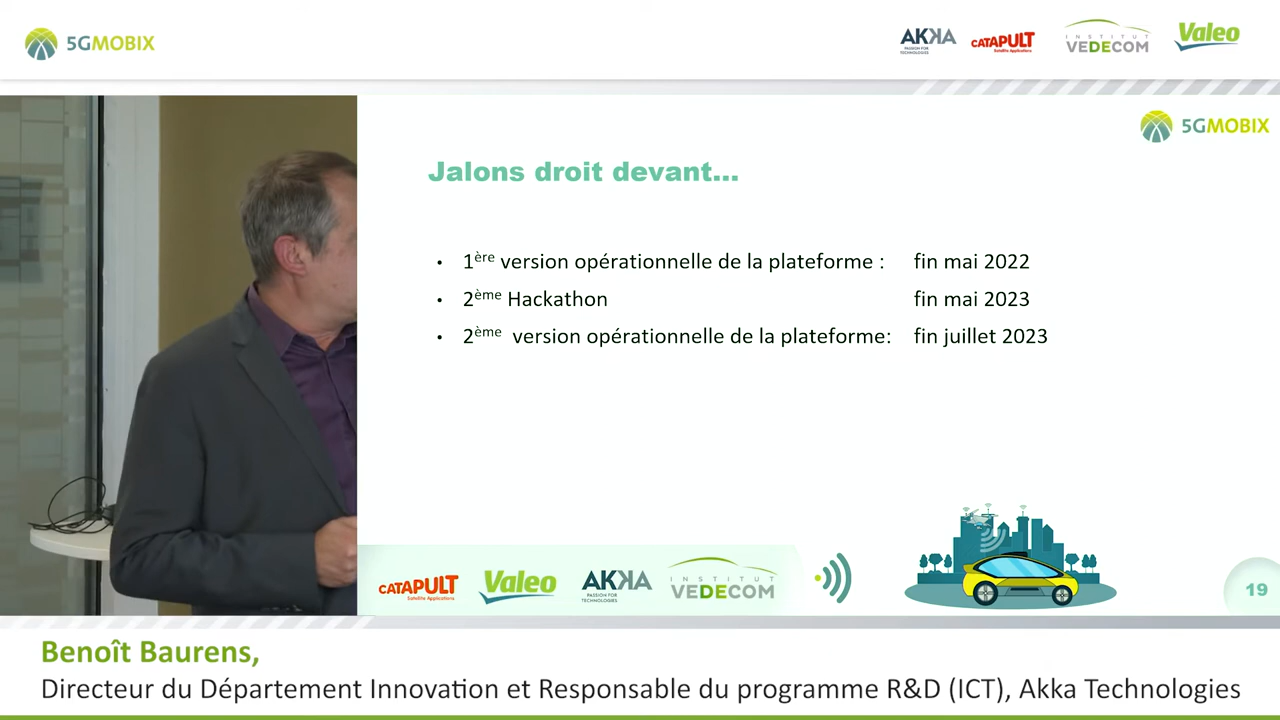 5GMOBIX
AKKA
PASSION FOR
TECHNOLOGIES
CATAPULT
Satellite Applications
INSTITUT
VEDECOM
Valeo
5GMOBIX
Jalons droit devant...
• 1ère version opérationnelle de la plateforme : fin mai 2022
• 2ème Hackathon fin mai 2023
• 2ème version opérationnelle de la plateforme: fin juillet 2023
CATAPULT
Satellite Applications
Valeo
AKKA
PASSION FOR
TECHNOLOGIES
INSTITUT
VEDECOM
19
Benoît Baurens,
Directeur du Département Innovation et Responsable du programme R&D (ICT), Akka Technologies